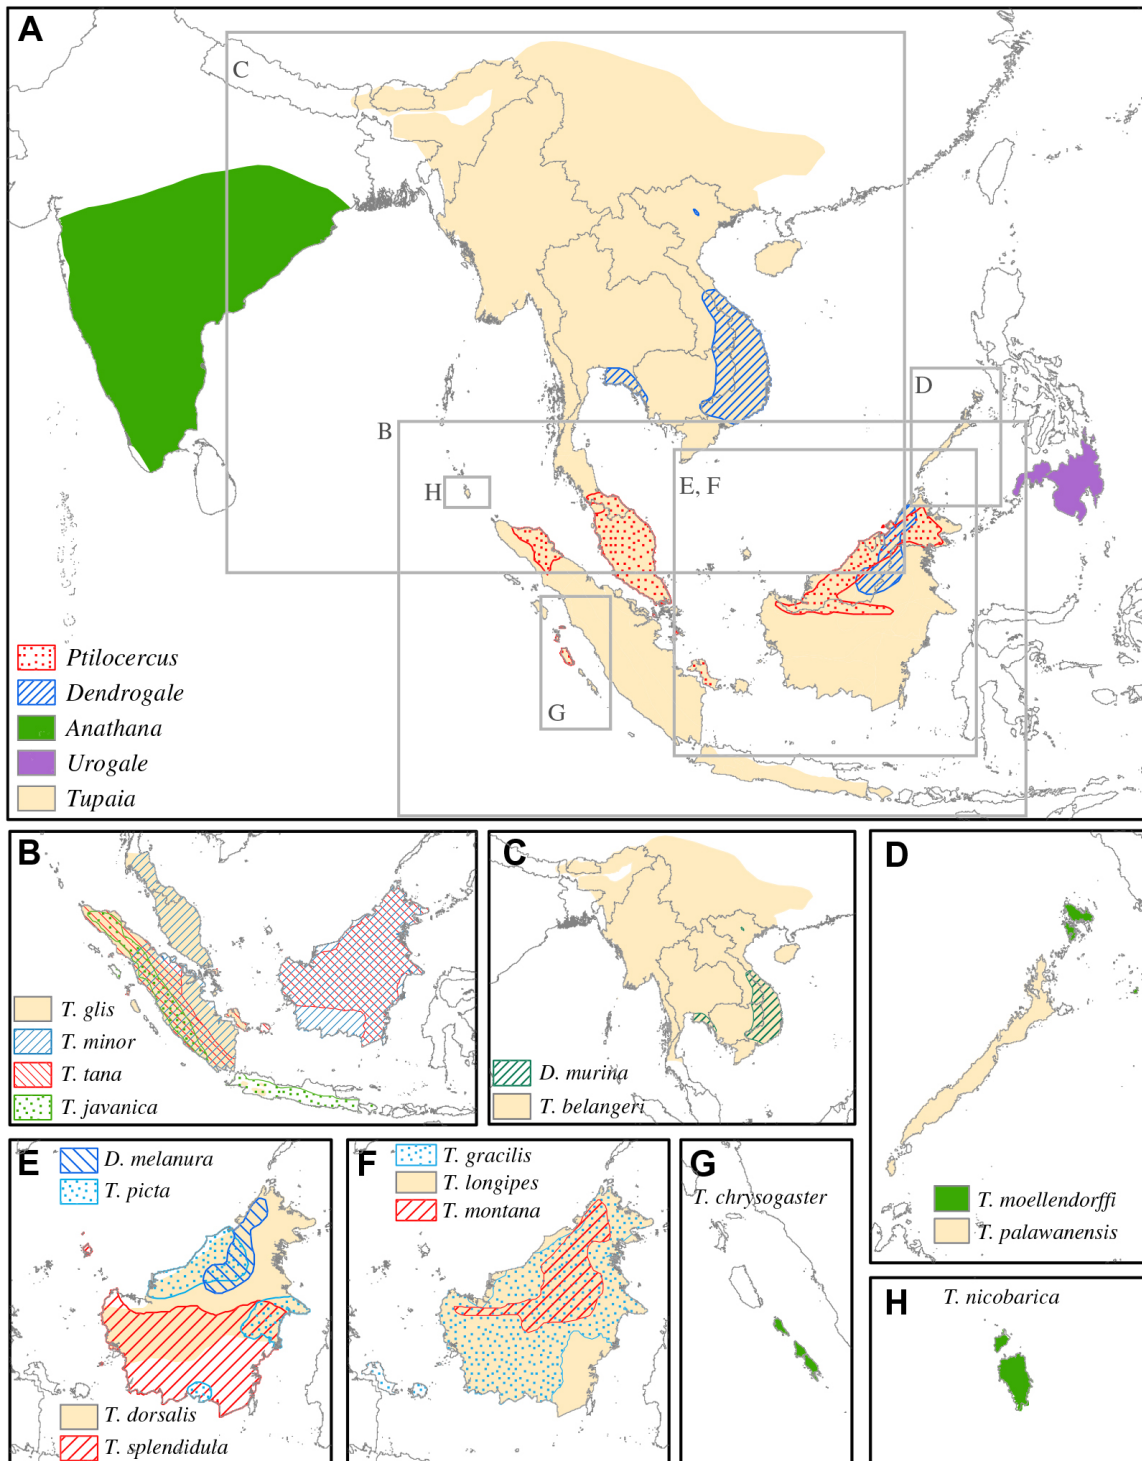 A
C
D
B
H
E, F
G
Ptilocercus
Dendrogale
Anathana
Urogale
Tupaia
B
T. glis
T. minor
T. tana
T. javanica
C
D. murina
T. belangeri
D
T. moellendorffi
T. palawanensis
E
D. melanura
T. picta
T. dorsalis
T. splendidula
F
T. gracilis
T. longipes
T. montana
G
T. chrysogaster
H
T. nicobarica